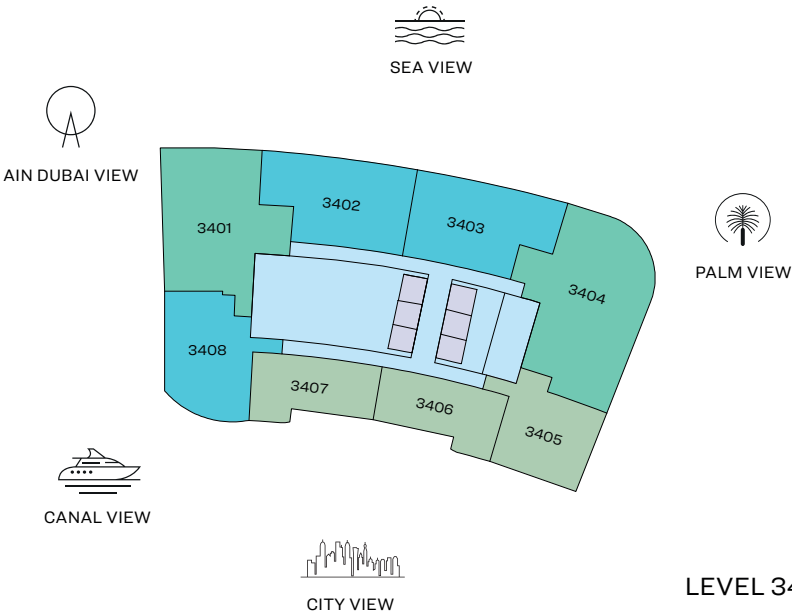 SEA VIEW
AIN DUBAI VIEW
3402
3401
3403
PALM VIEW
3404
3408
3407
3406
3405
CANAL VIEW
CITY VIEW
LEVEL 34